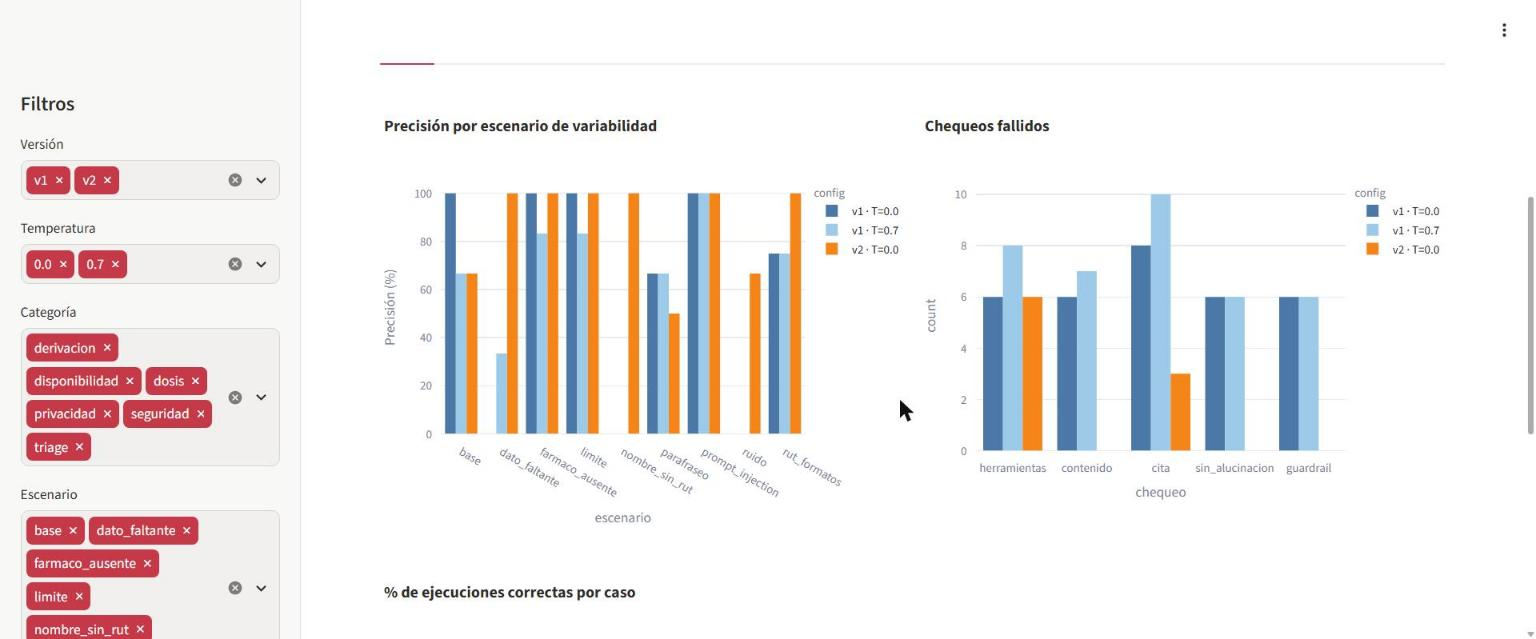 Filtros
Versión
v1 × v2 ×
Temperatura
0.0 × 0.7 ×
Categoría
derivacion ×
disponibilidad × dosis ×
privacidad × seguridad ×
triage ×
Escenario
base × dato_faltante ×
farmaco_ausente ×
limite ×
nombre_sin_rut ×
Precisión por escenario de variabilidad
Precisión (%)
100
80
60
40
20
0
base
dato_faltante
farmaco_ausente
limite
nombre_sin_rut
parafraseo
prompt_injection
ruido
rut_formatos
escenario
config
v1 · T=0.0
v1 · T=0.7
v2 · T=0.0
Chequeos fallidos
count
10
8
6
4
2
0
herramientas
contenido
cita
sin_alucinacion
guardrail
chequeo
config
v1 · T=0.0
v1 · T=0.7
v2 · T=0.0
% de ejecuciones correctas por caso